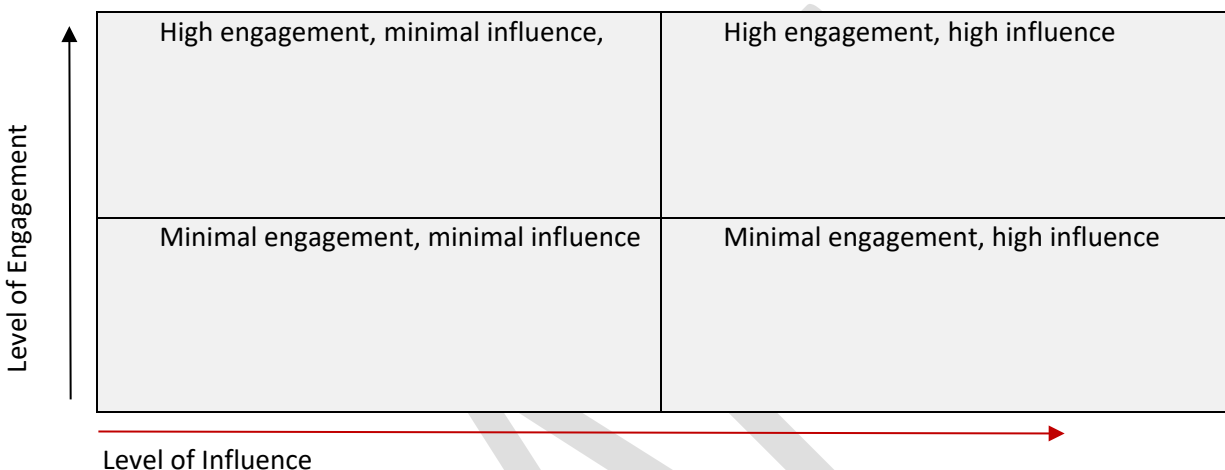 High engagement, minimal influence,
High engagement, high influence
Level of Engagement
Minimal engagement, minimal influence
Minimal engagement, high influence
Level of Influence